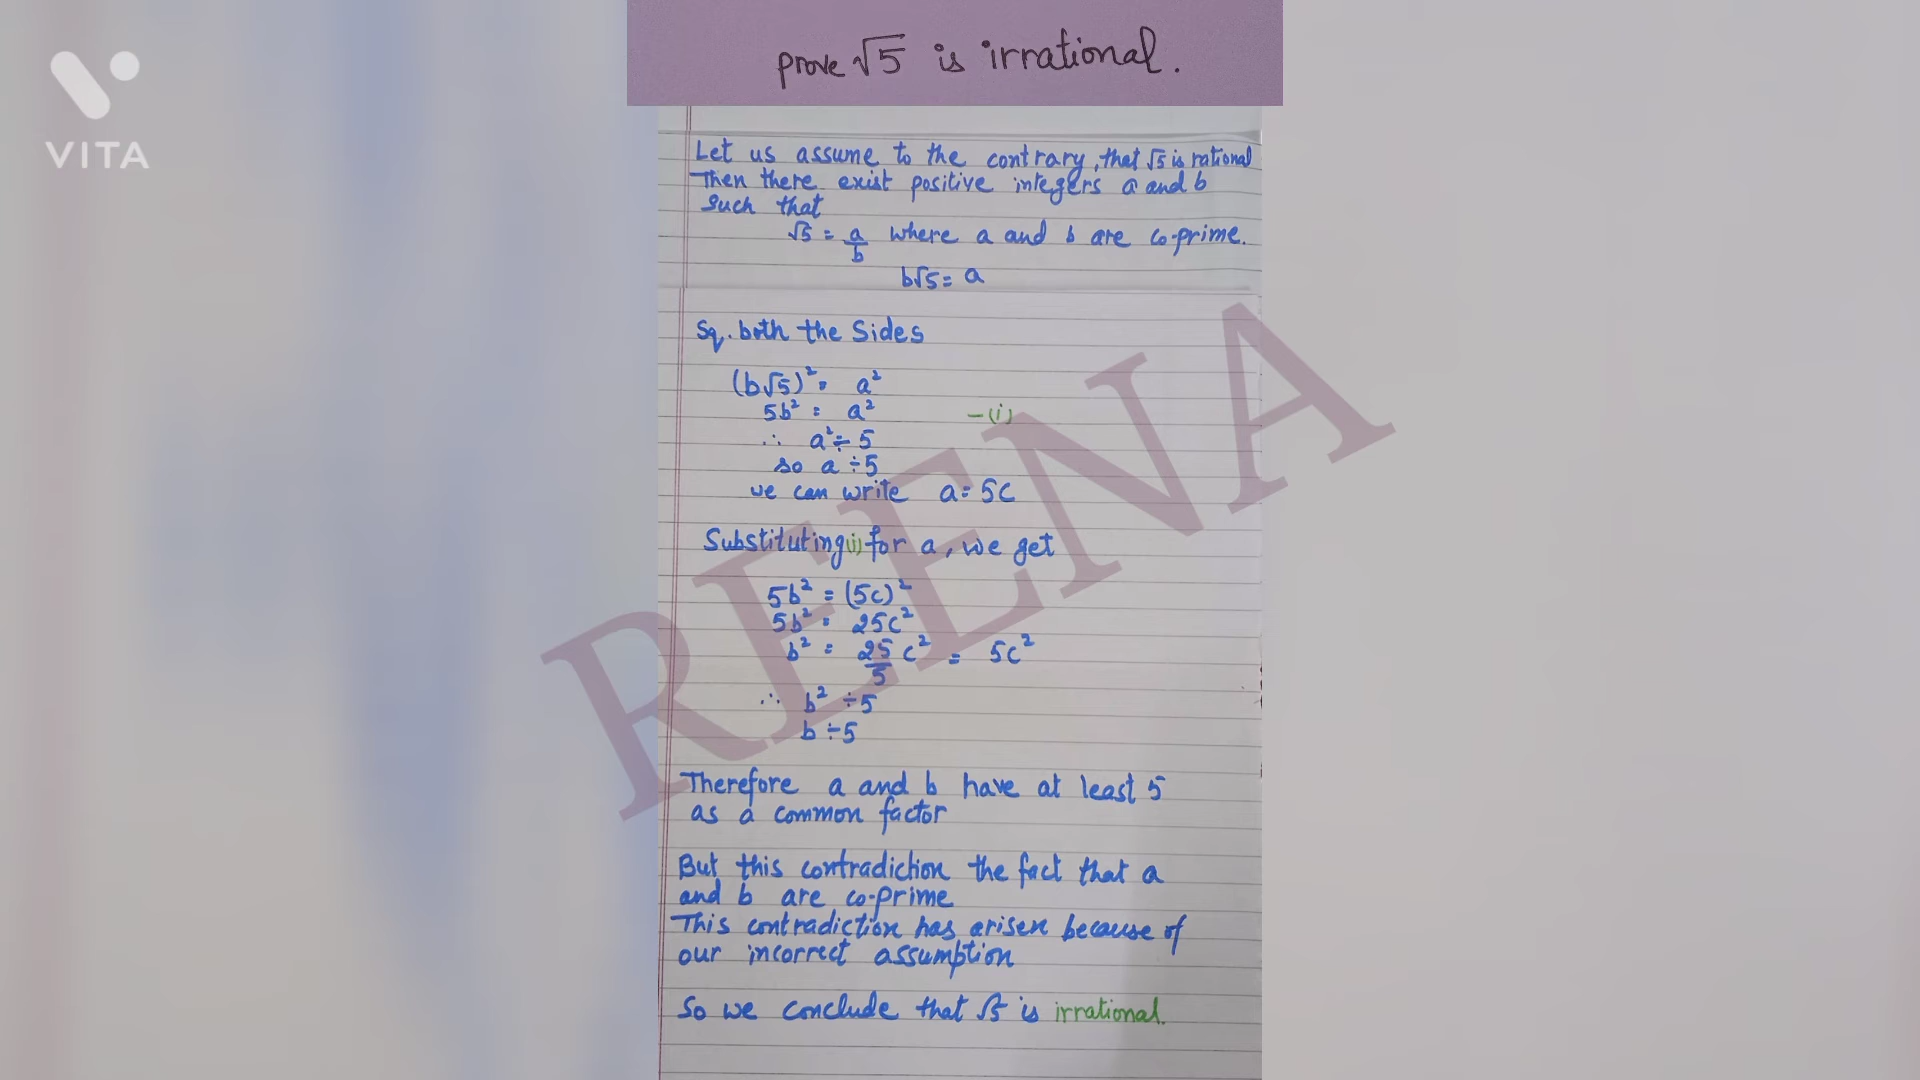 VITA
prove √5 is irrational.
Let us assume to the contrary, that √5 is rational
Then there exist positive integers a and b
such that
√5 = a/b where a and b are co-prime.
b√5 = a
Sq. both the Sides
(b√5)² = a²
5b² = a² -(i)
∴ a² ÷ 5
so a ÷ 5
we can write a = 5c
Substituting (i) for a, we get
5b² = (5c)²
5b² = 25c²
b² = 25/5 c² = 5c²
∴ b² ÷ 5
b ÷ 5
Therefore a and b have at least 5
as a common factor
But this contradiction the fact that a
and b are co-prime
This contradiction has arisen because of
our incorrect assumption
So we conclude that √5 is irrational.
REENA